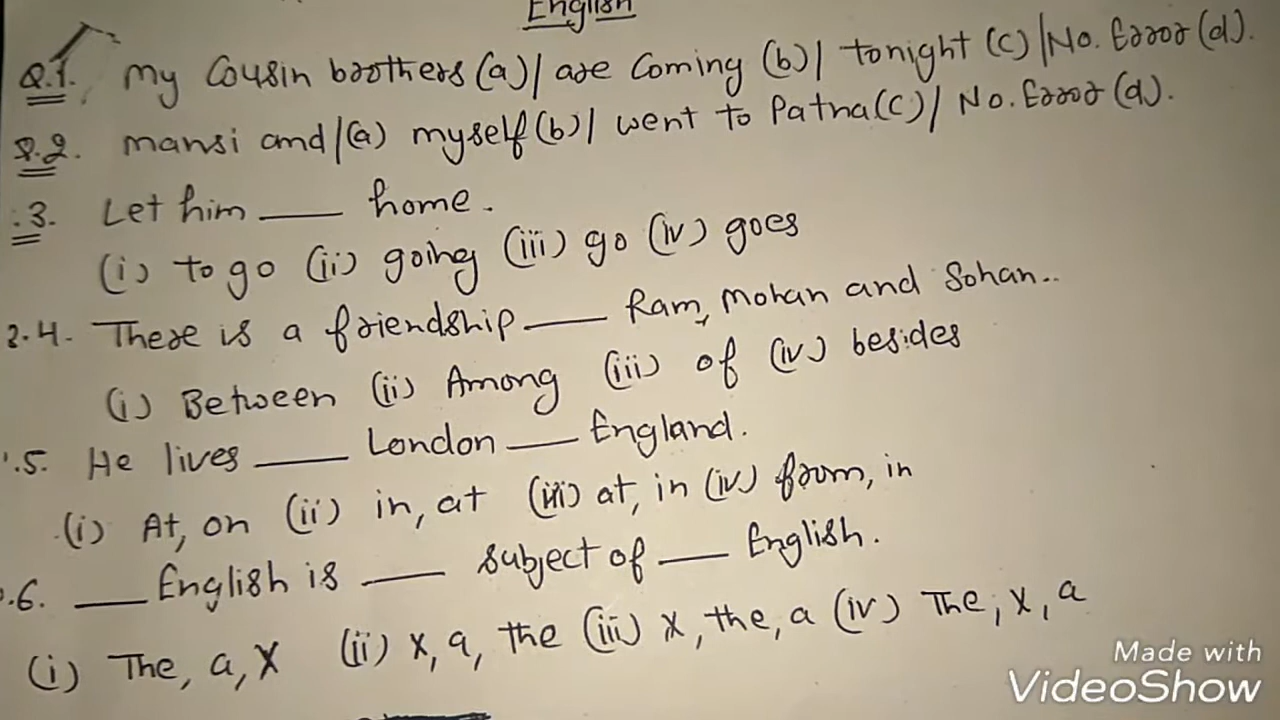 English
Q.1. My Cousin brothers (a)/ are Coming (b)/ tonight (c)/No. Error (d).
Q.2. mansi and/(a) myself (b)/ went to Patna(c)/ No. Error (d).
.3. Let him ___ home.
(i) to go (ii) going (iii) go (iv) goes
Q.4. There is a friendship ___ Ram, Mohan and Sohan..
(i) Between (ii) Among (iii) of (iv) besides
.5. He lives ___ London ___ England.
(i) At, on (ii) in, at (iii) at, in (iv) from, in
.6. ___ English is ___ subject of ___ English.
(i) The, a, X (ii) X, a, the (iii) X, the, a (iv) The, X, a
Made with
VideoShow